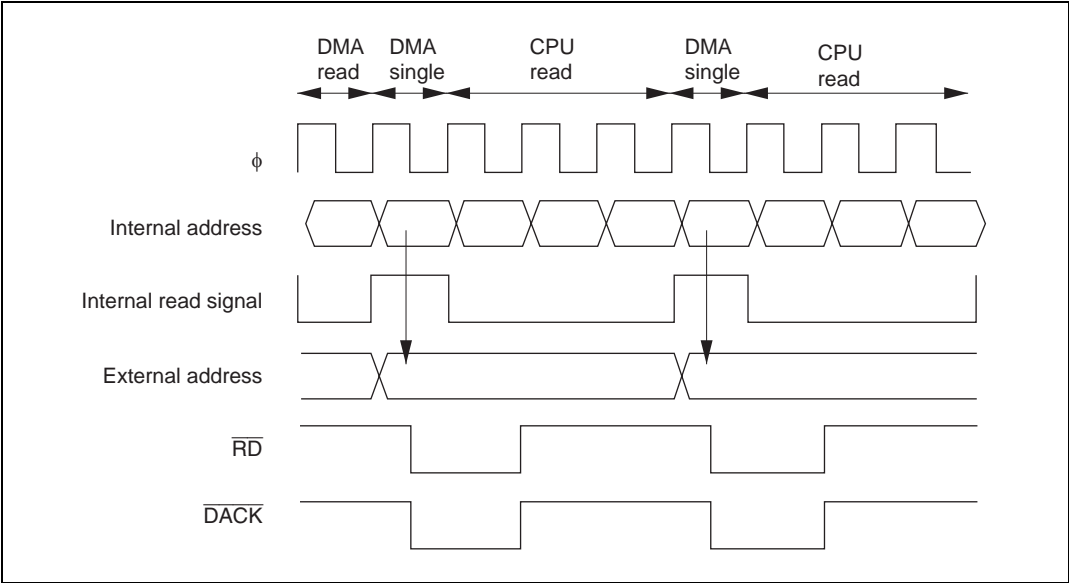 DMA read
DMA single
CPU read
DMA single
CPU read
ϕ
Internal address
Internal read signal
External address
RD
DACK